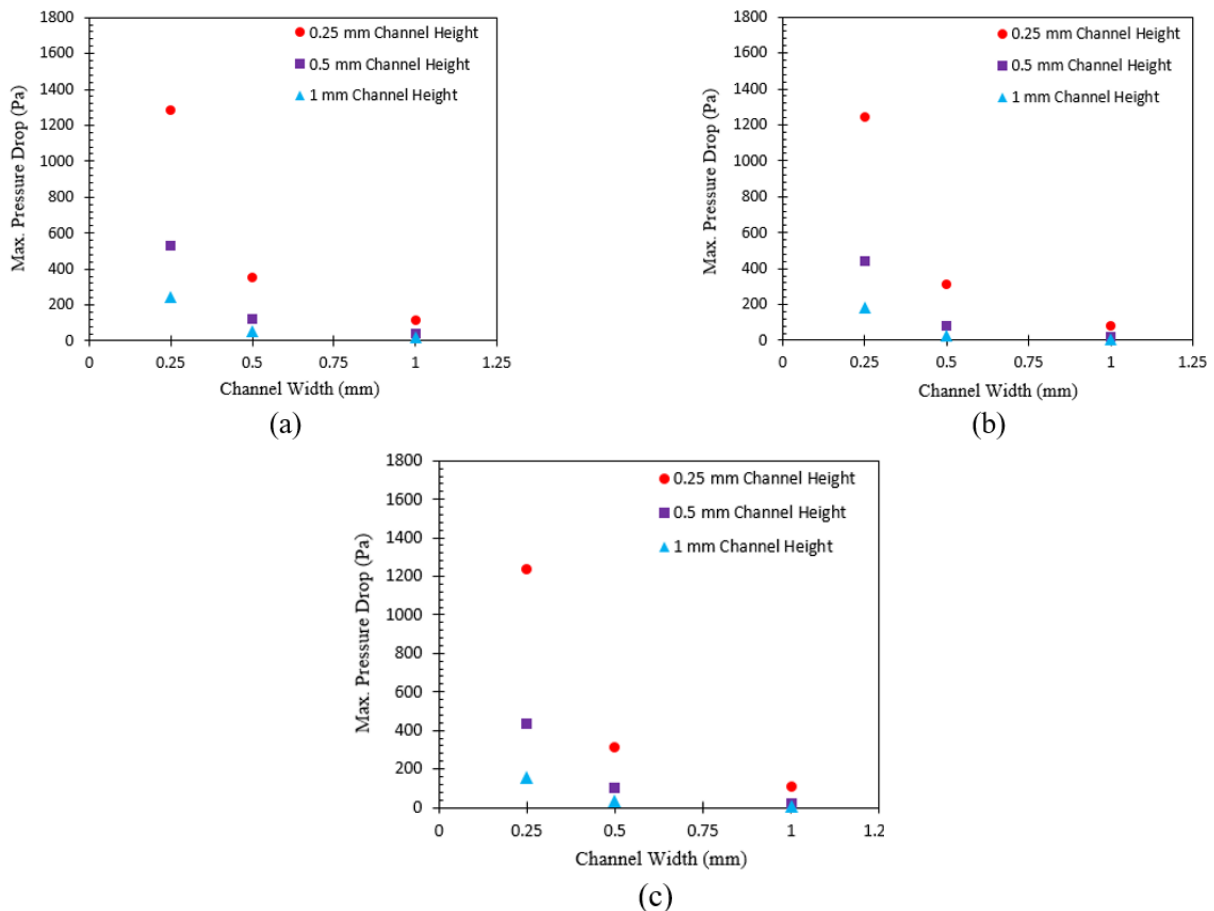 1800
1600
1400
1200
1000
800
600
400
200
0
0 0.25 0.5 0.75 1 1.25
Max. Pressure Drop (Pa)
Channel Width (mm)
0.25 mm Channel Height
0.5 mm Channel Height
1 mm Channel Height
(a)
1800
1600
1400
1200
1000
800
600
400
200
0
0 0.25 0.5 0.75 1 1.25
Max. Pressure Drop (Pa)
Channel Width (mm)
0.25 mm Channel Height
0.5 mm Channel Height
1 mm Channel Height
(b)
1800
1600
1400
1200
1000
800
600
400
200
0
0 0.25 0.5 0.75 1 1.2
Max. Pressure Drop (Pa)
Channel Width (mm)
0.25 mm Channel Height
0.5 mm Channel Height
1 mm Channel Height
(c)